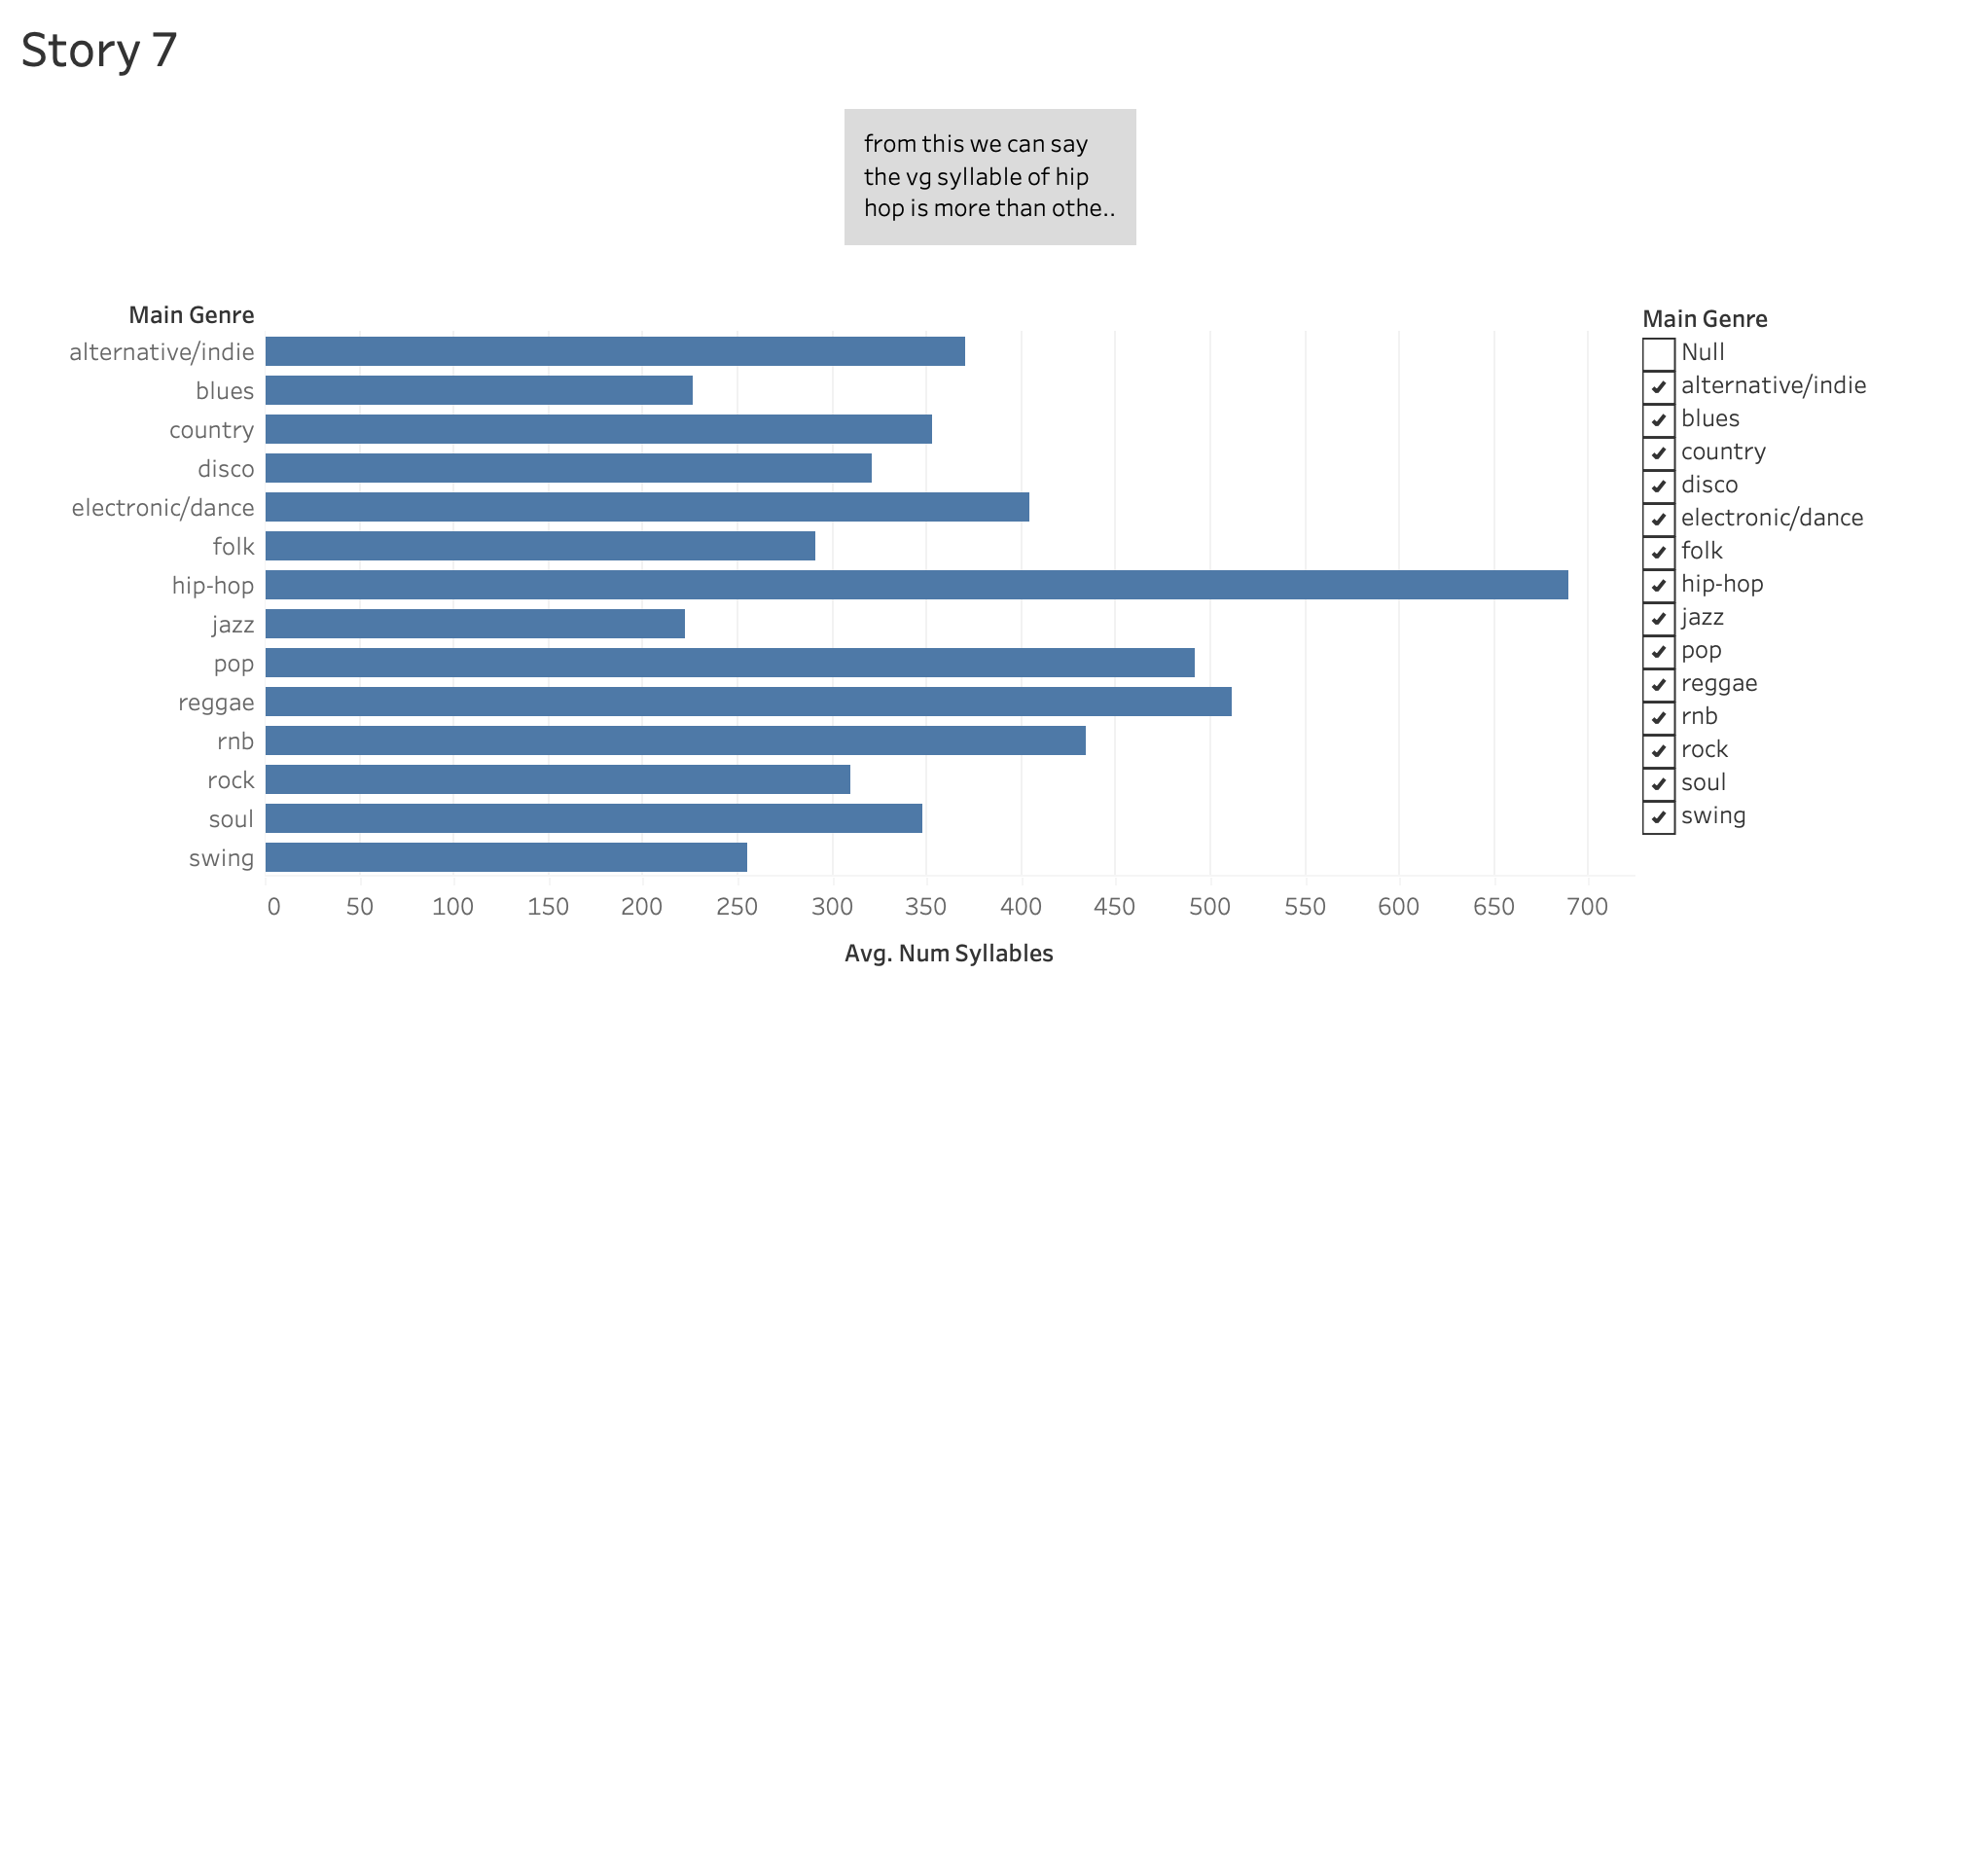 Story 7
from this we can say
the vg syllable of hip
hop is more than othe..
Main Genre
alternative/indie
blues
country
disco
electronic/dance
folk
hip-hop
jazz
pop
reggae
rnb
rock
soul
swing
0 50 100 150 200 250 300 350 400 450 500 550 600 650 700
Avg. Num Syllables
Main Genre
Null
alternative/indie
blues
country
disco
electronic/dance
folk
hip-hop
jazz
pop
reggae
rnb
rock
soul
swing